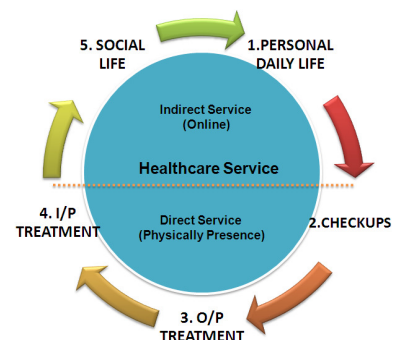 5. SOCIAL
LIFE
1.PERSONAL
DAILY LIFE
Indirect Service
(Online)
Healthcare Service
Direct Service
(Physically Presence)
4. I/P
TREATMENT
2.CHECKUPS
3. O/P
TREATMENT